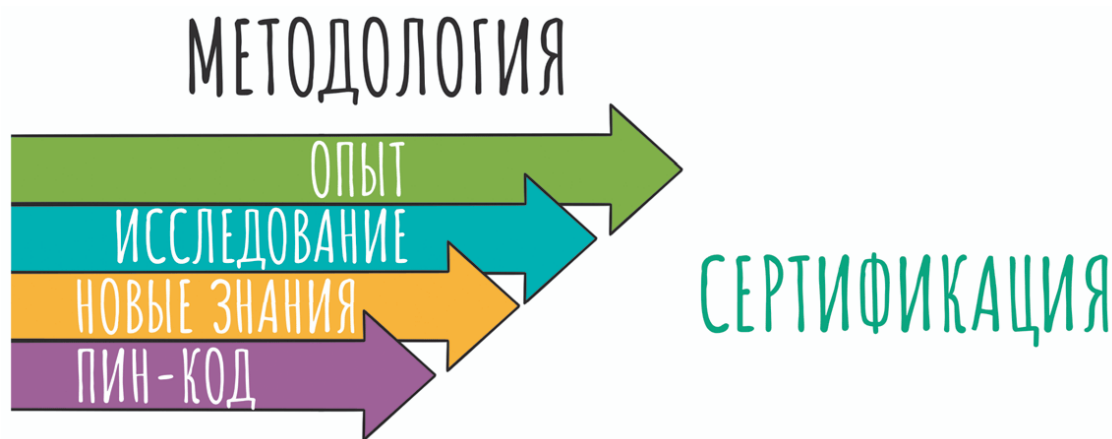 МЕТОДОЛОГИЯ
ОПЫТ
ИССЛЕДОВАНИЕ
НОВЫЕ ЗНАНИЯ
ПИН-КОД
СЕРТИФИКАЦИЯ